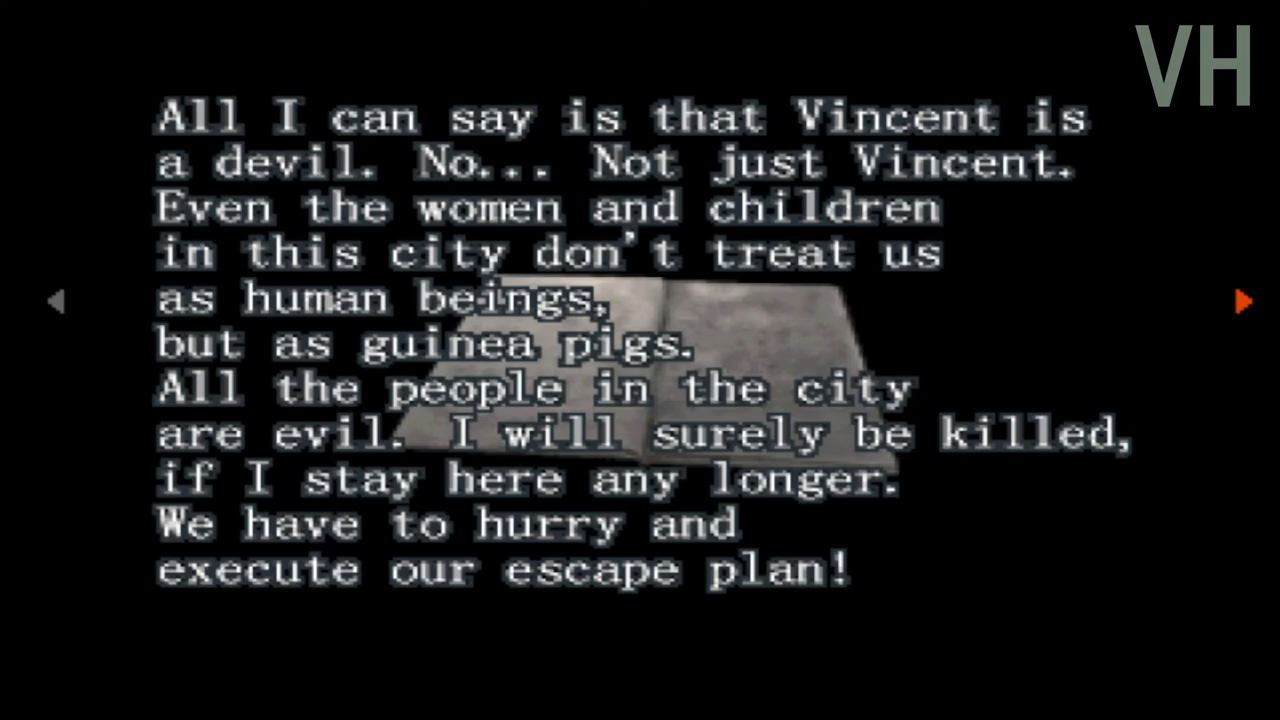 VH
All I can say is that Vincent is
a devil. No... Not just Vincent.
Even the women and children
in this city don't treat us
as human beings,
but as guinea pigs.
All the people in the city
are evil. I will surely be killed,
if I stay here any longer.
We have to hurry and
execute our escape plan!